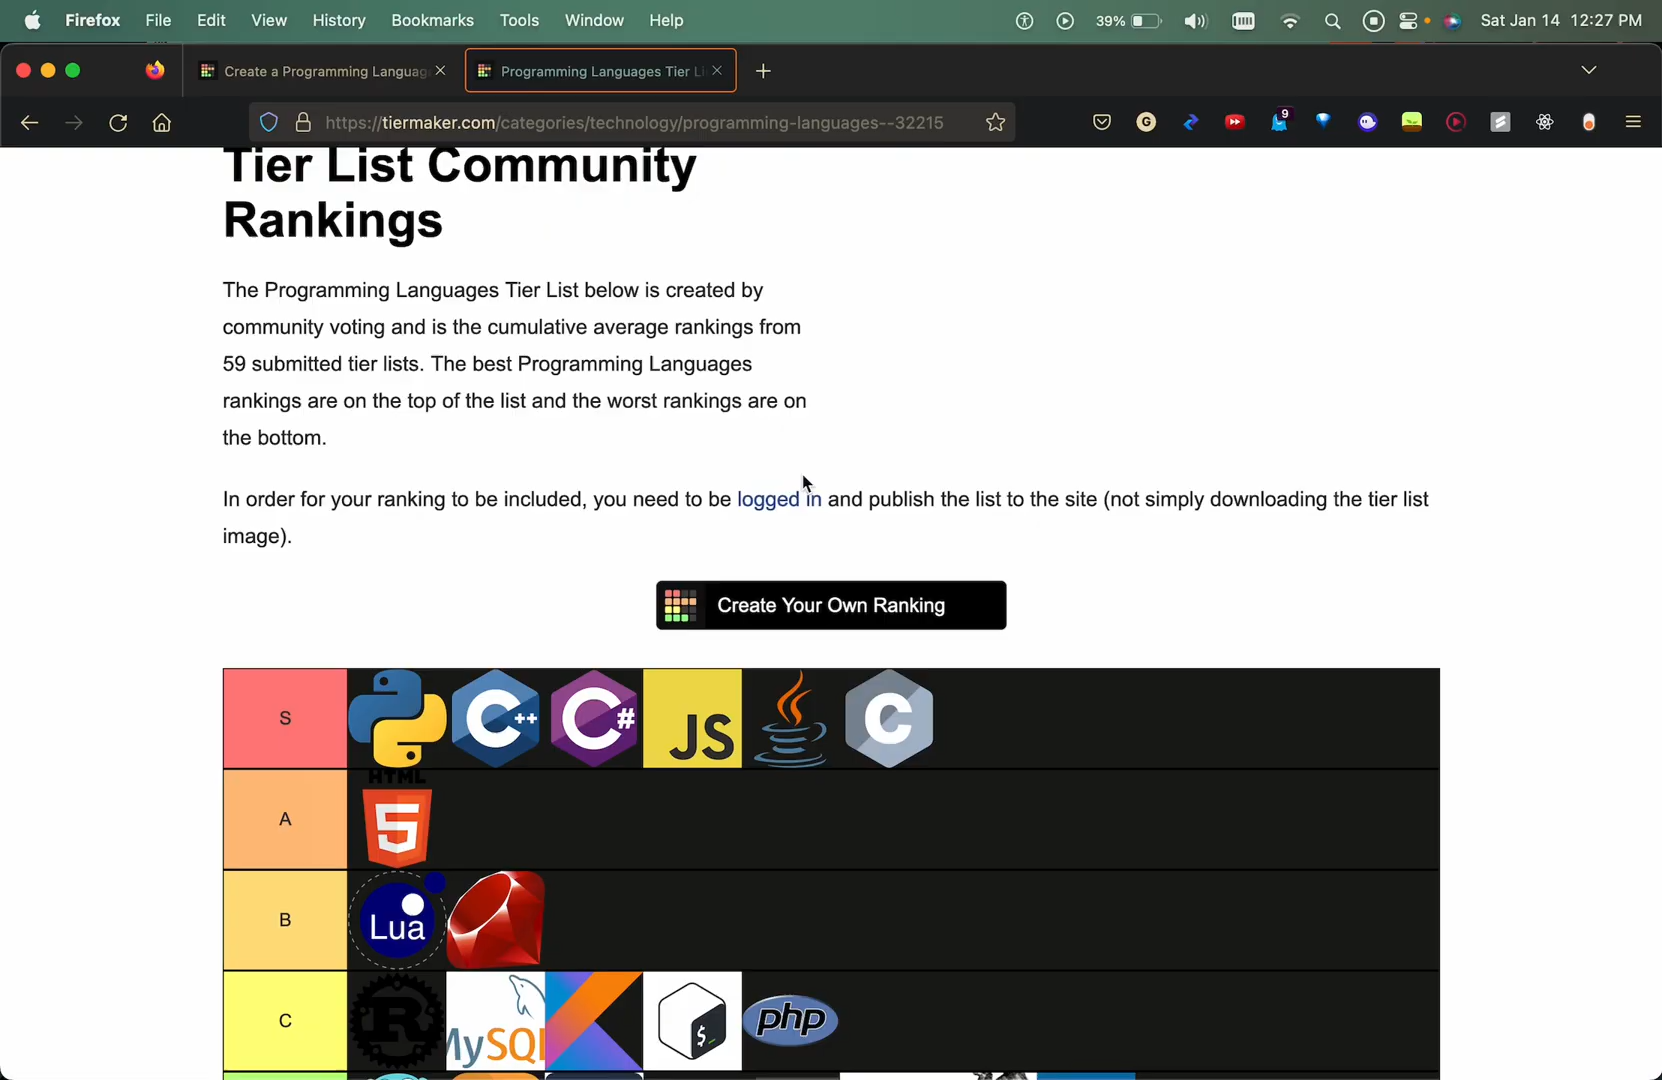 Firefox File Edit View History Bookmarks Tools Window Help 39% Sat Jan 14 12:27 PM
Create a Programming Languag Programming Languages Tier Li
https://tiermaker.com/categories/technology/programming-languages--32215 G 9
Tier List Community
Rankings
The Programming Languages Tier List below is created by
community voting and is the cumulative average rankings from
59 submitted tier lists. The best Programming Languages
rankings are on the top of the list and the worst rankings are on
the bottom.
In order for your ranking to be included, you need to be logged in and publish the list to the site (not simply downloading the tier list
image).
Create Your Own Ranking
S C++ C# JS C
A HTML 5
B Lua
C R MySQL $ php